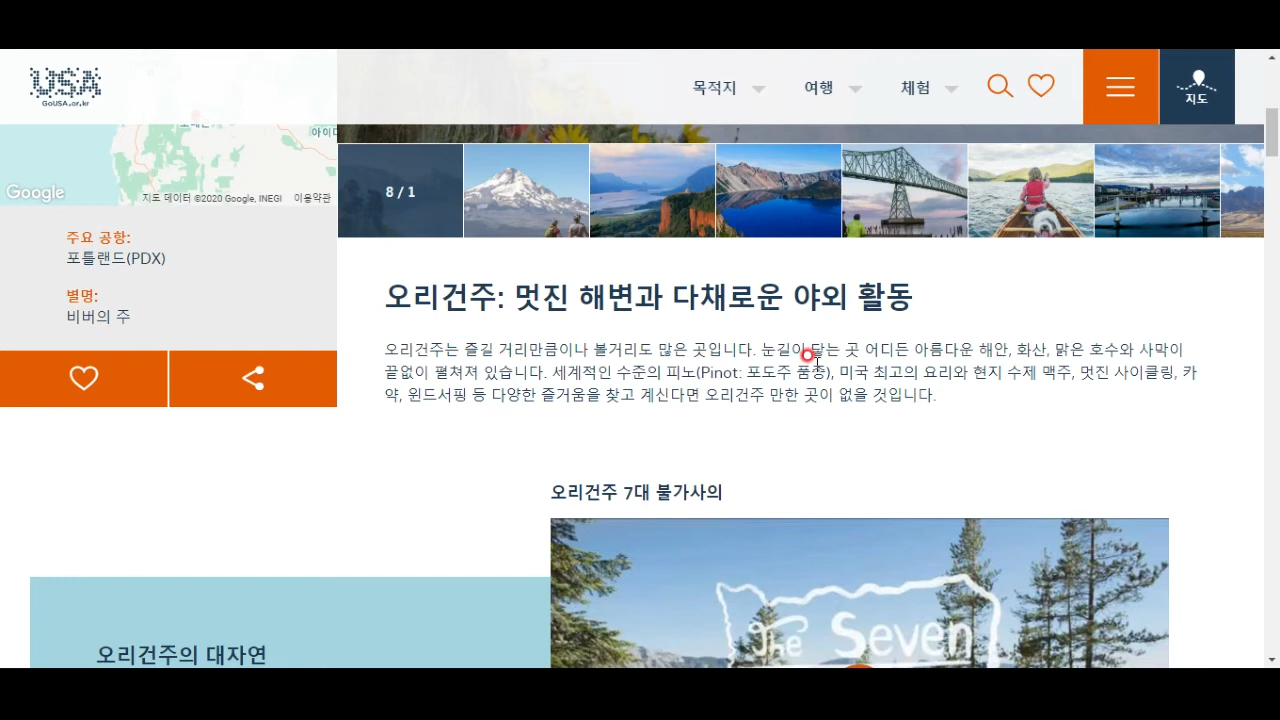 USA
GoUSA.or.kr
목적지
여행
체험
지도
아이다
Google
지도 데이터 ©2020 Google, INEGI 이용약관
8 / 1
주요 공항:
포틀랜드(PDX)
별명:
비버의 주
오리건주: 멋진 해변과 다채로운 야외 활동
오리건주는 즐길 거리만큼이나 볼거리도 많은 곳입니다. 눈길이 닿는 곳 어디든 아름다운 해안, 화산, 맑은 호수와 사막이
끝없이 펼쳐져 있습니다. 세계적인 수준의 피노(Pinot: 포도주 품종), 미국 최고의 요리와 현지 수제 맥주, 멋진 사이클링, 카
약, 윈드서핑 등 다양한 즐거움을 찾고 계신다면 오리건주 만한 곳이 없을 것입니다.
오리건주 7대 불가사의
The Seven
오리건주의 대자연